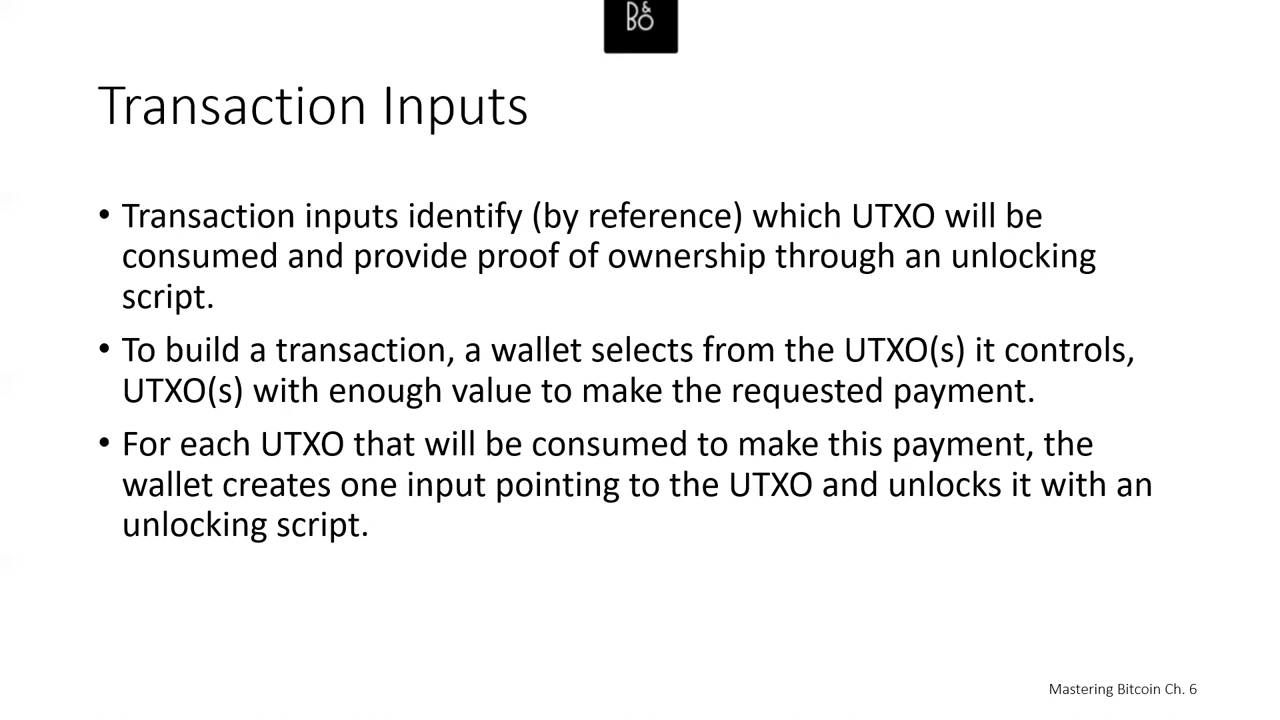 B&O
Transaction Inputs
• Transaction inputs identify (by reference) which UTXO will be
consumed and provide proof of ownership through an unlocking
script.
• To build a transaction, a wallet selects from the UTXO(s) it controls,
UTXO(s) with enough value to make the requested payment.
• For each UTXO that will be consumed to make this payment, the
wallet creates one input pointing to the UTXO and unlocks it with an
unlocking script.
Mastering Bitcoin Ch. 6